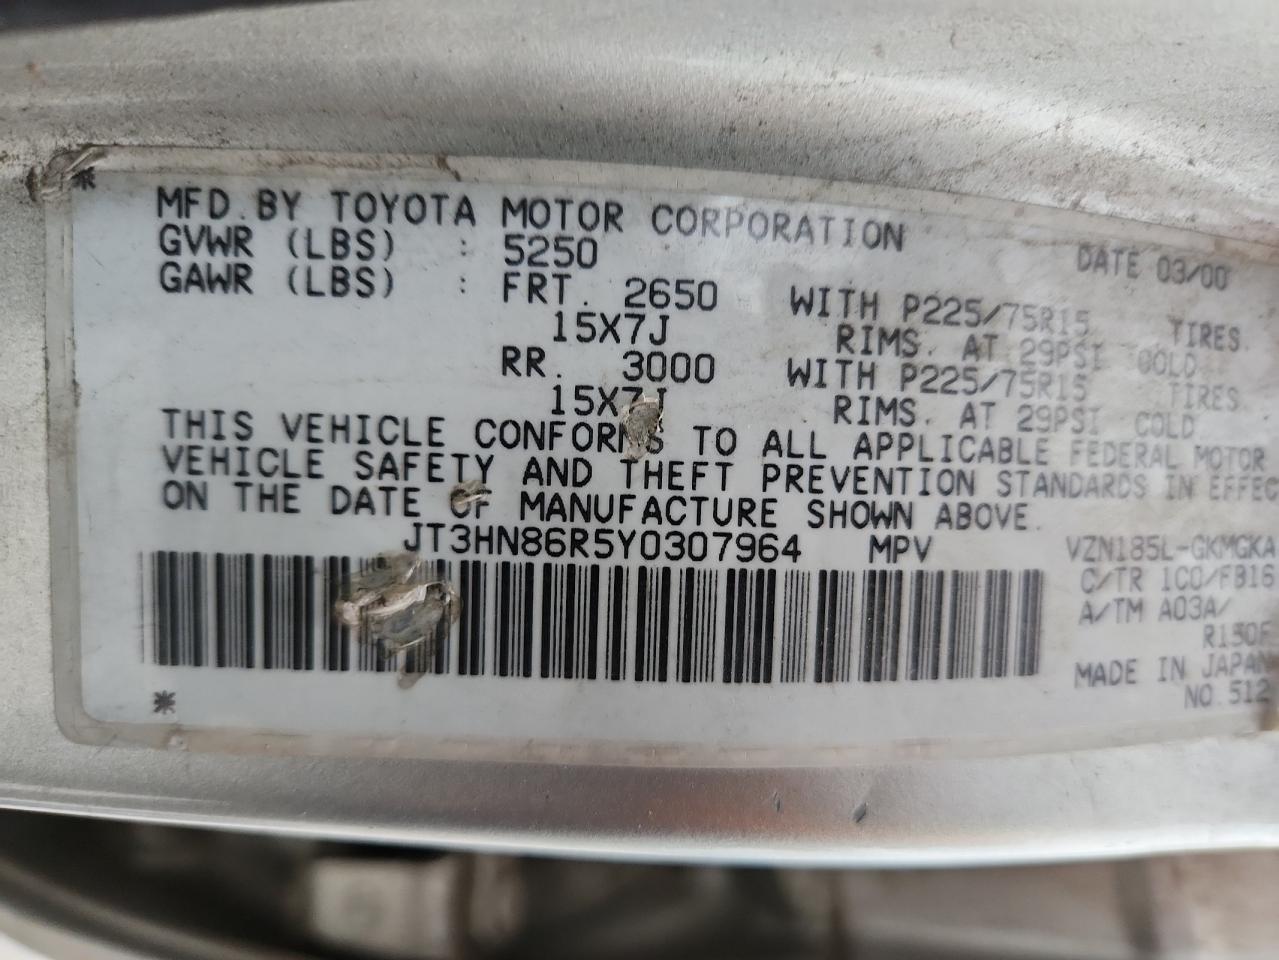 MFD. BY TOYOTA MOTOR CORPORATION DATE 03/00
GVWR (LBS) : 5250
GAWR (LBS) : FRT. 2650 WITH P225/75R15 TIRES.
15X7J RIMS. AT 29PSI COLD
RR. 3000 WITH P225/75R15 TIRES
15X7J RIMS. AT 29PSI COLD
THIS VEHICLE CONFORMS TO ALL APPLICABLE FEDERAL MOTOR
VEHICLE SAFETY AND THEFT PREVENTION STANDARDS IN EFFEC
ON THE DATE OF MANUFACTURE SHOWN ABOVE.
JT3HN86R5Y0307964 MPV VZN185L-GKMGKA
C/TR 1C0/FB16
A/TM A03A/
R150F
MADE IN JAPAN
NO.512